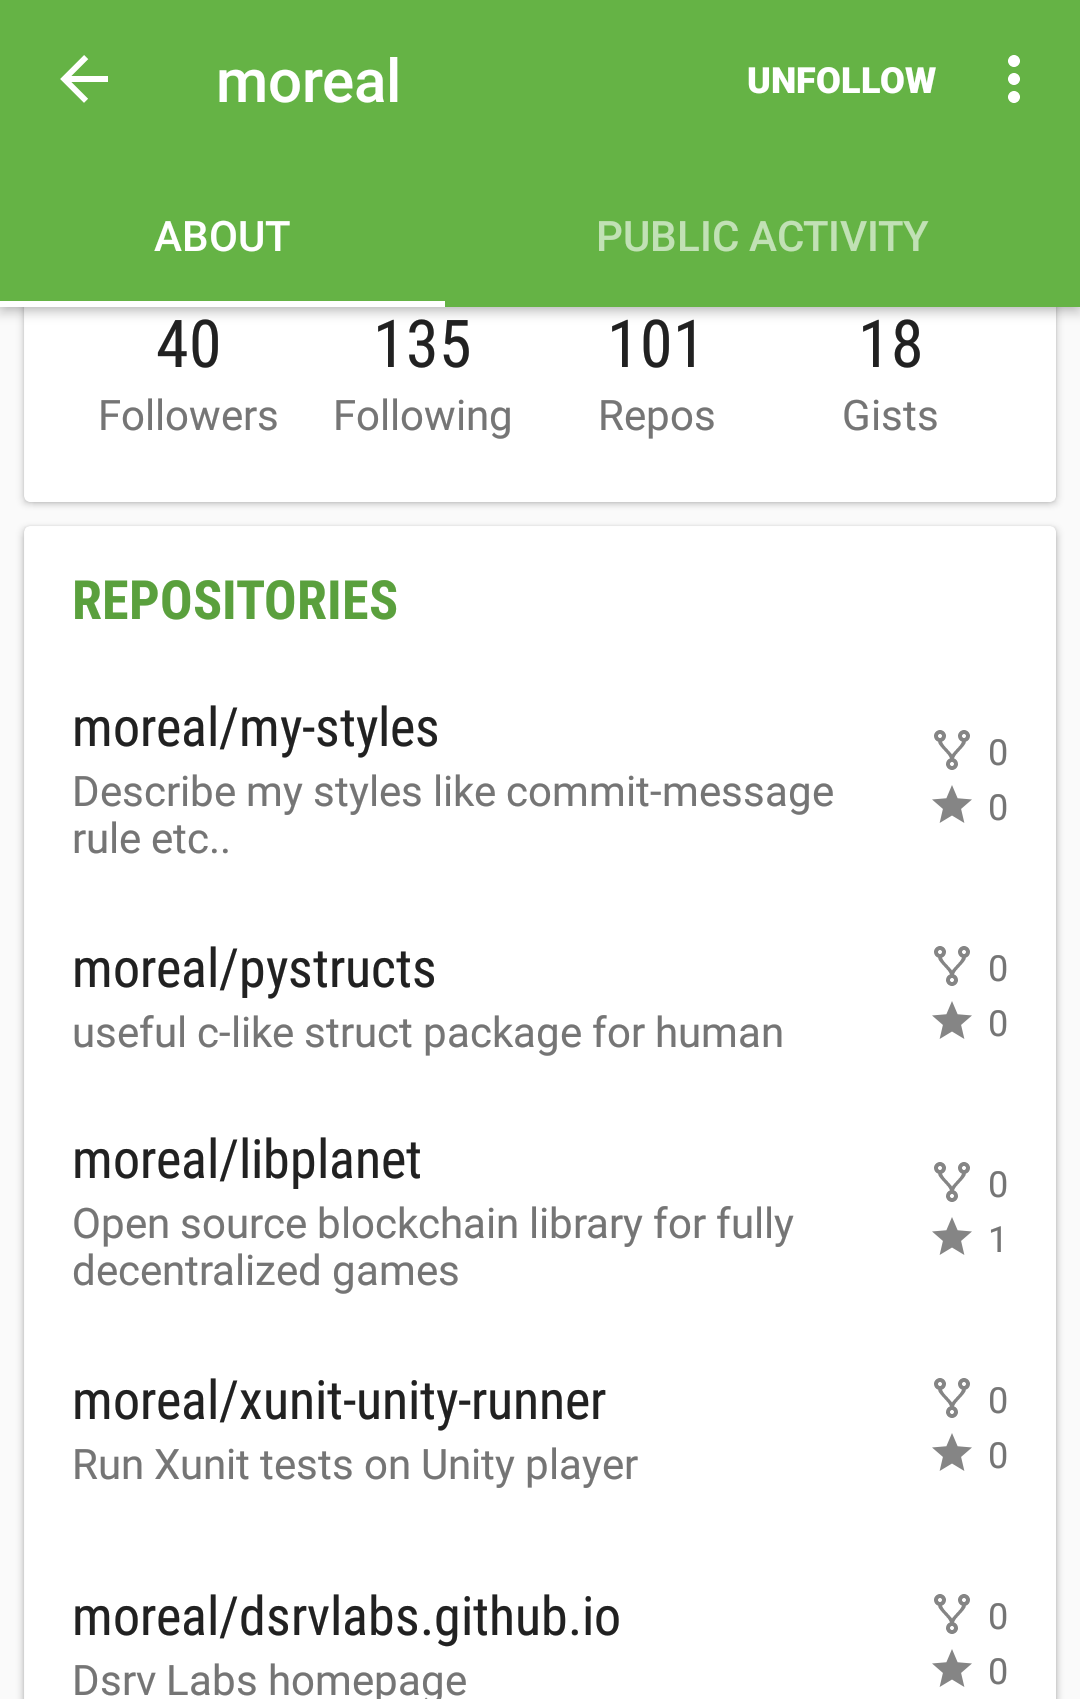 moreal UNFOLLOW
ABOUT PUBLIC ACTIVITY
40 135 101 18
Followers Following Repos Gists
REPOSITORIES
moreal/my-styles
0
Describe my styles like commit-message
rule etc..
0
moreal/pystructs
0
useful c-like struct package for human
0
moreal/libplanet
0
Open source blockchain library for fully
decentralized games
1
moreal/xunit-unity-runner
0
Run Xunit tests on Unity player
0
moreal/dsrvlabs.github.io
0
Dsrv Labs homepage
0